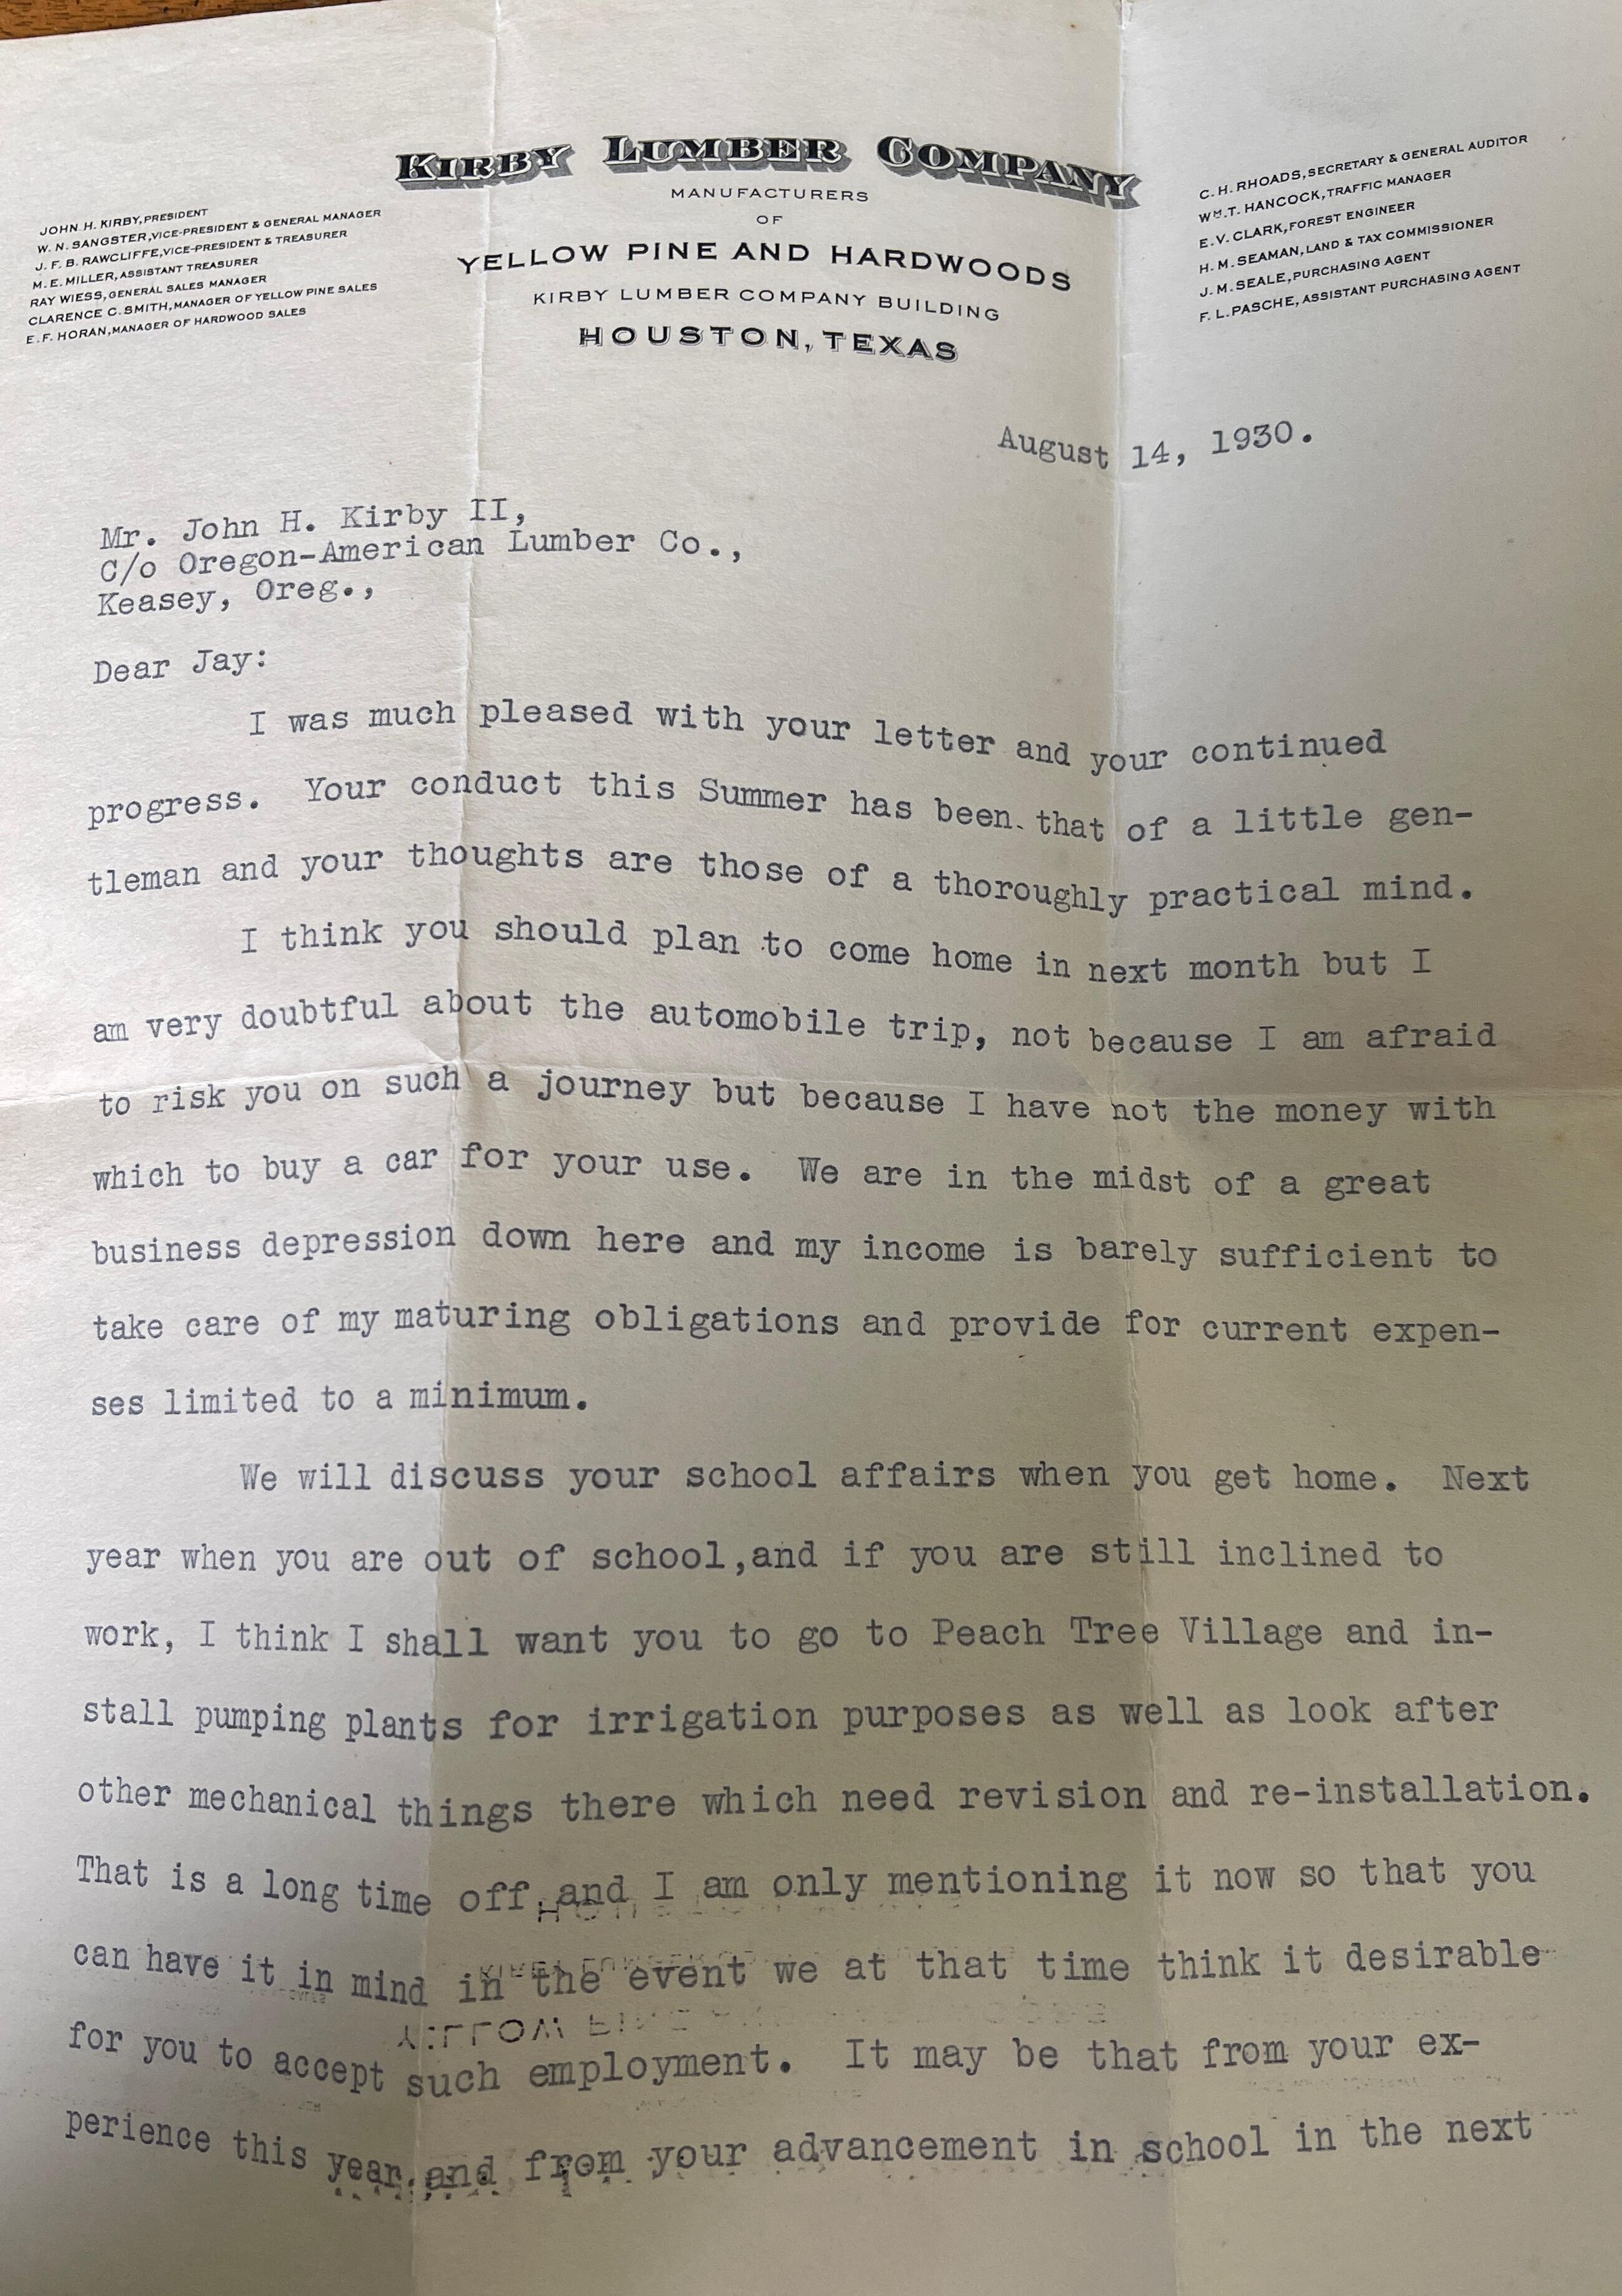 KIRBY LUMBER COMPANY
MANUFACTURERS
OF
YELLOW PINE AND HARDWOODS
KIRBY LUMBER COMPANY BUILDING
HOUSTON, TEXAS
JOHN H. KIRBY, PRESIDENT
W. N. SANGSTER, VICE-PRESIDENT & GENERAL MANAGER
J. F. B. RAWCLIFFE, VICE-PRESIDENT & TREASURER
M. E. MILLER, ASSISTANT TREASURER
RAY WIESS, GENERAL SALES MANAGER
CLARENCE C. SMITH, MANAGER OF YELLOW PINE SALES
E. F. HORAN, MANAGER OF HARDWOOD SALES
C. H. RHOADS, SECRETARY & GENERAL AUDITOR
WM. T. HANCOCK, TRAFFIC MANAGER
E. V. CLARK, FOREST ENGINEER
H. M. SEAMAN, LAND & TAX COMMISSIONER
J. M. SEALE, PURCHASING AGENT
F. L. PASCHE, ASSISTANT PURCHASING AGENT
August 14, 1930.
Mr. John H. Kirby II,
C/o Oregon-American Lumber Co.,
Keasey, Oreg.,
Dear Jay:
I was much pleased with your letter and your continued
progress. Your conduct this Summer has been that of a little gen-
tleman and your thoughts are those of a thoroughly practical mind.
I think you should plan to come home in next month but I
am very doubtful about the automobile trip, not because I am afraid
to risk you on such a journey but because I have not the money with
which to buy a car for your use. We are in the midst of a great
business depression down here and my income is barely sufficient to
take care of my maturing obligations and provide for current expen-
ses limited to a minimum.
We will discuss your school affairs when you get home. Next
year when you are out of school,and if you are still inclined to
work, I think I shall want you to go to Peach Tree Village and in-
stall pumping plants for irrigation purposes as well as look after
other mechanical things there which need revision and re-installation.
That is a long time off, and I am only mentioning it now so that you
can have it in mind in the event we at that time think it desirable
for you to accept such employment. It may be that from your ex-
perience this year, and from your advancement in school in the next